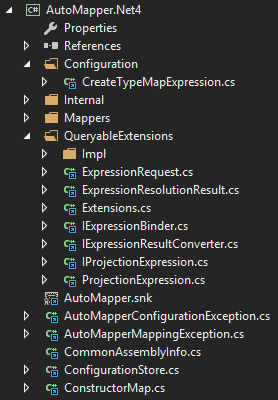 AutoMapper.Net4
Properties
References
Configuration
CreateTypeMapExpression.cs
Internal
Mappers
QueryableExtensions
Impl
ExpressionRequest.cs
ExpressionResolutionResult.cs
Extensions.cs
IExpressionBinder.cs
IExpressionResultConverter.cs
IProjectionExpression.cs
ProjectionExpression.cs
AutoMapper.snk
AutoMapperConfigurationException.cs
AutoMapperMappingException.cs
CommonAssemblyInfo.cs
ConfigurationStore.cs
ConstructorMap.cs